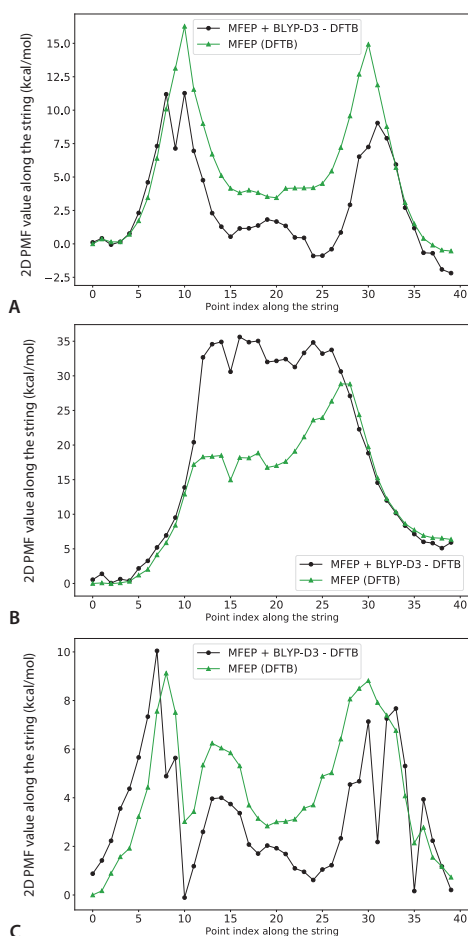 MFEP + BLYP-D3 - DFTB
MFEP (DFTB)
2D PMF value along the string (kcal/mol)
15.0
12.5
10.0
7.5
5.0
2.5
0.0
−2.5
0 5 10 15 20 25 30 35 40
Point index along the string
A
2D PMF value along the string (kcal/mol)
35
30
25
20
15
10
5
0
MFEP + BLYP-D3 - DFTB
MFEP (DFTB)
0 5 10 15 20 25 30 35 40
Point index along the string
B
MFEP + BLYP-D3 - DFTB
MFEP (DFTB)
2D PMF value along the string (kcal/mol)
10
8
6
4
2
0
0 5 10 15 20 25 30 35 40
Point index along the string
C